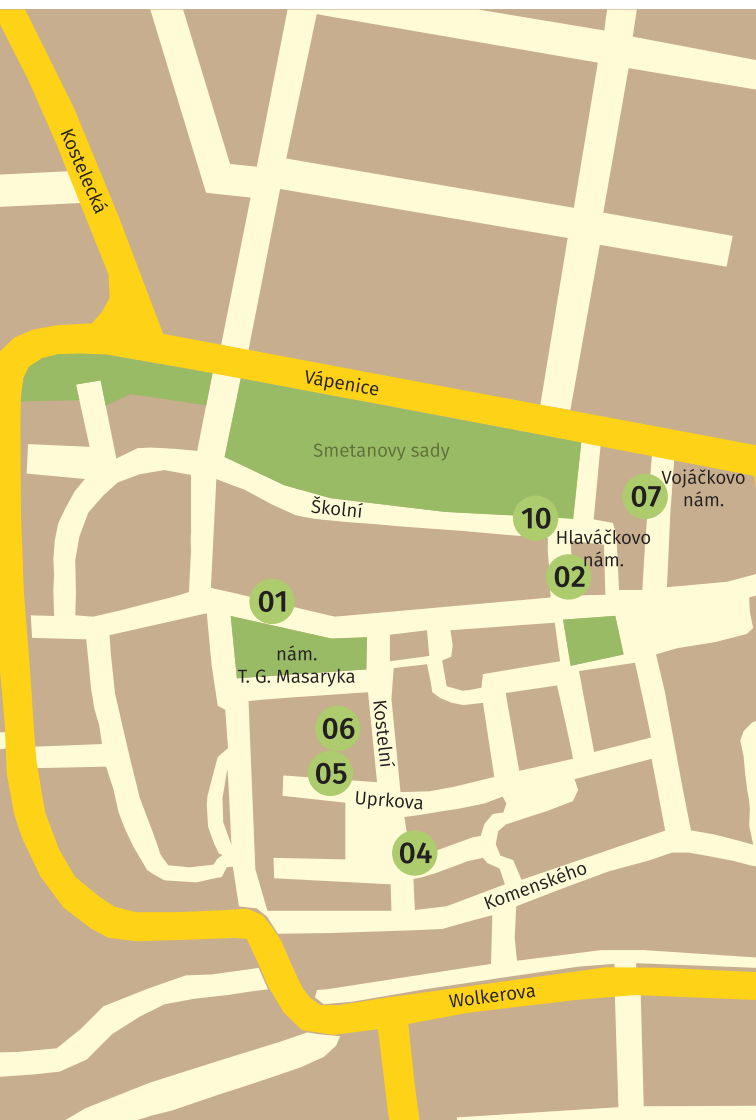 Kostelecká
Vápenice
Smetanovy sady
Vojáčkovo
nám.
07
Školní
10
Hlaváčkovo
nám.
02
01
nám.
T. G. Masaryka
Kostelní
06
05
Uprkova
04
Komenského
Wolkerova